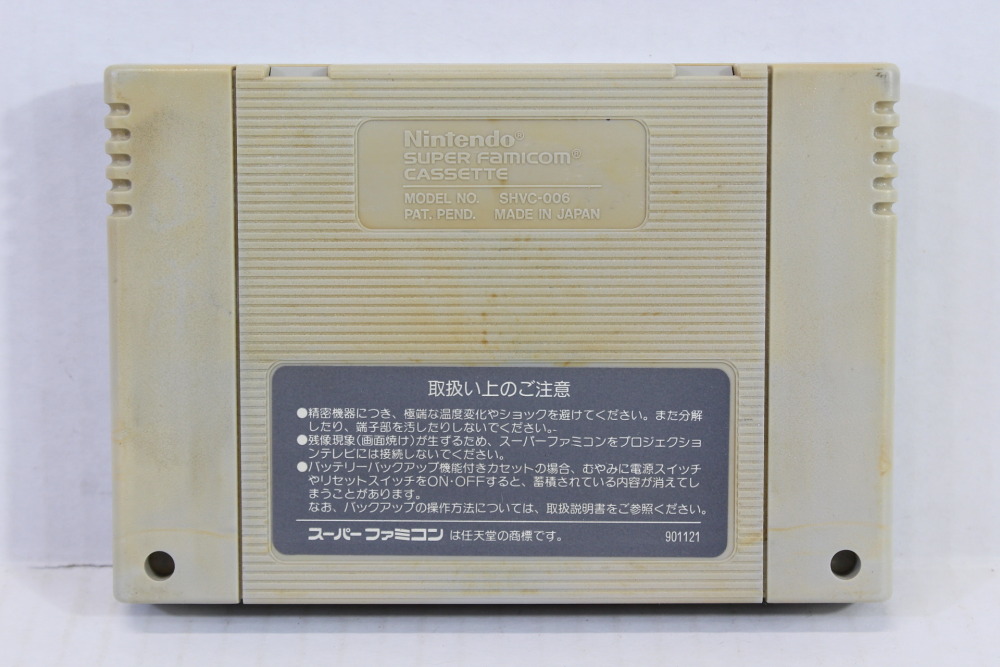 Nintendo®
SUPER FAMICOM®
CASSETTE
MODEL NO. SHVC-006
PAT. PEND. MADE IN JAPAN
取扱い上のご注意
●精密機器につき、極端な温度変化やショックを避けてください。また分解
したり、端子部を汚したりしないでください。
●残像現象(画面焼け)が生ずるため、スーパーファミコンをプロジェクショ
ンテレビには接続しないでください。
●バッテリーバックアップ機能付きカセットの場合、むやみに電源スイッチ
やリセットスイッチをON・OFFすると、蓄積されている内容が消えてし
まうことがあります。
なお、バックアップの操作方法については、取扱説明書をご参照ください。
スーパーファミコン は任天堂の商標です。 901121